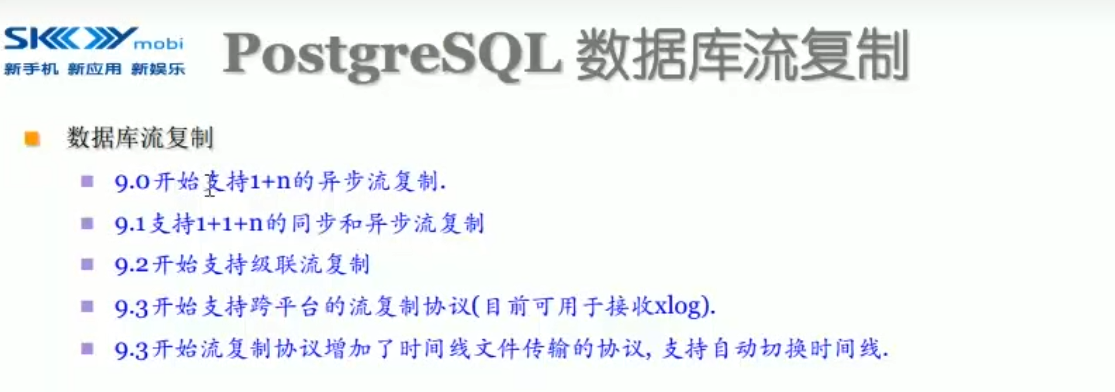 SKYmobi
新手机 新应用 新娱乐
PostgreSQL 数据库流复制
数据库流复制
9.0开始支持1+n的异步流复制.
9.1支持1+1+n的同步和异步流复制
9.2开始支持级联流复制
9.3开始支持跨平台的流复制协议(目前可用于接收xlog).
9.3开始流复制协议增加了时间线文件传输的协议, 支持自动切换时间线.